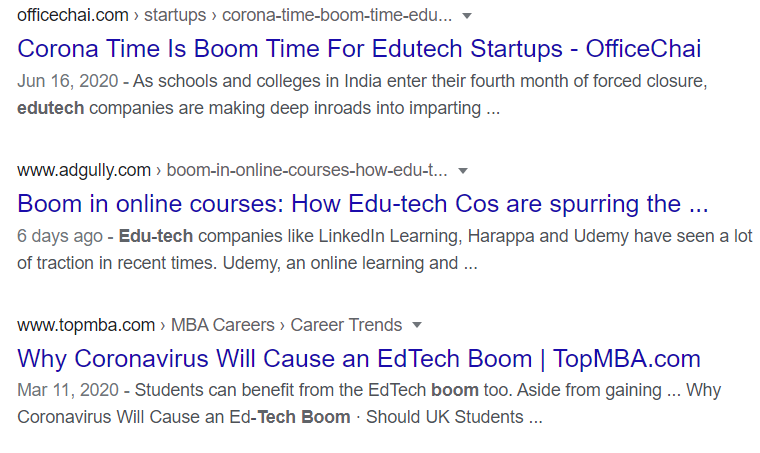 officechai.com › startups › corona-time-boom-time-edu...
Corona Time Is Boom Time For Edutech Startups - OfficeChai
Jun 16, 2020 - As schools and colleges in India enter their fourth month of forced closure,
edutech companies are making deep inroads into imparting ...
www.adgully.com › boom-in-online-courses-how-edu-t...
Boom in online courses: How Edu-tech Cos are spurring the ...
6 days ago - Edu-tech companies like LinkedIn Learning, Harappa and Udemy have seen a lot
of traction in recent times. Udemy, an online learning and ...
www.topmba.com › MBA Careers › Career Trends
Why Coronavirus Will Cause an EdTech Boom | TopMBA.com
Mar 11, 2020 - Students can benefit from the EdTech boom too. Aside from gaining ... Why
Coronavirus Will Cause an Ed-Tech Boom · Should UK Students ...